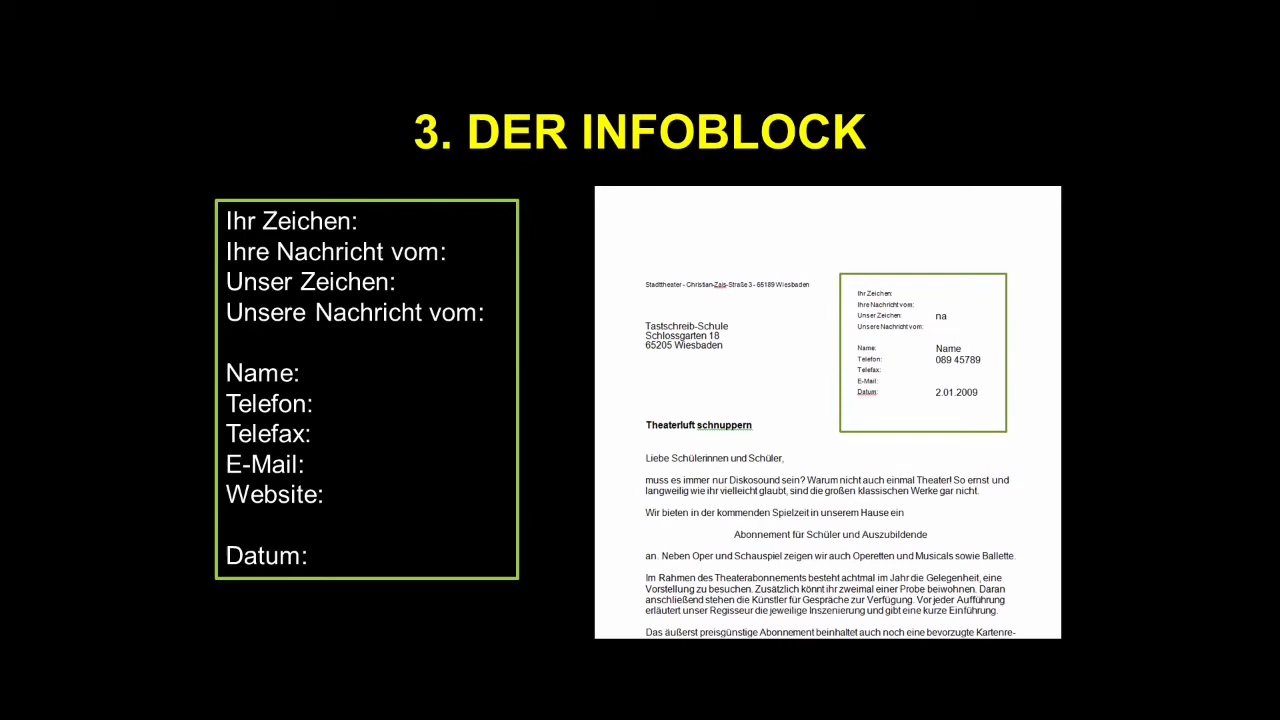 3. DER INFOBLOCK
Ihr Zeichen:
Ihre Nachricht vom:
Unser Zeichen:
Unsere Nachricht vom:
Name:
Telefon:
Telefax:
E-Mail:
Website:
Datum:
Stadttheater - Christian-Zais-Straße 3 - 65189 Wiesbaden
Tastschreib-Schule
Schlossgarten 18
65205 Wiesbaden
Ihr Zeichen:
Ihre Nachricht vom:
Unser Zeichen: na
Unsere Nachricht vom:
Name: Name
Telefon: 089 45789
Telefax:
E-Mail:
Datum: 2.01.2009
Theaterluft schnuppern
Liebe Schülerinnen und Schüler,
muss es immer nur Diskosound sein? Warum nicht auch einmal Theater! So ernst und
langweilig wie ihr vielleicht glaubt, sind die großen klassischen Werke gar nicht.
Wir bieten in der kommenden Spielzeit in unserem Hause ein
Abonnement für Schüler und Auszubildende
an. Neben Oper und Schauspiel zeigen wir auch Operetten und Musicals sowie Ballette.
Im Rahmen des Theaterabonnements besteht achtmal im Jahr die Gelegenheit, eine
Vorstellung zu besuchen. Zusätzlich könnt ihr zweimal einer Probe beiwohnen. Daran
anschließend stehen die Künstler für Gespräche zur Verfügung. Vor jeder Aufführung
erläutert unser Regisseur die jeweilige Inszenierung und gibt eine kurze Einführung.
Das äußerst preisgünstige Abonnement beinhaltet auch noch eine bevorzugte Kartenre-